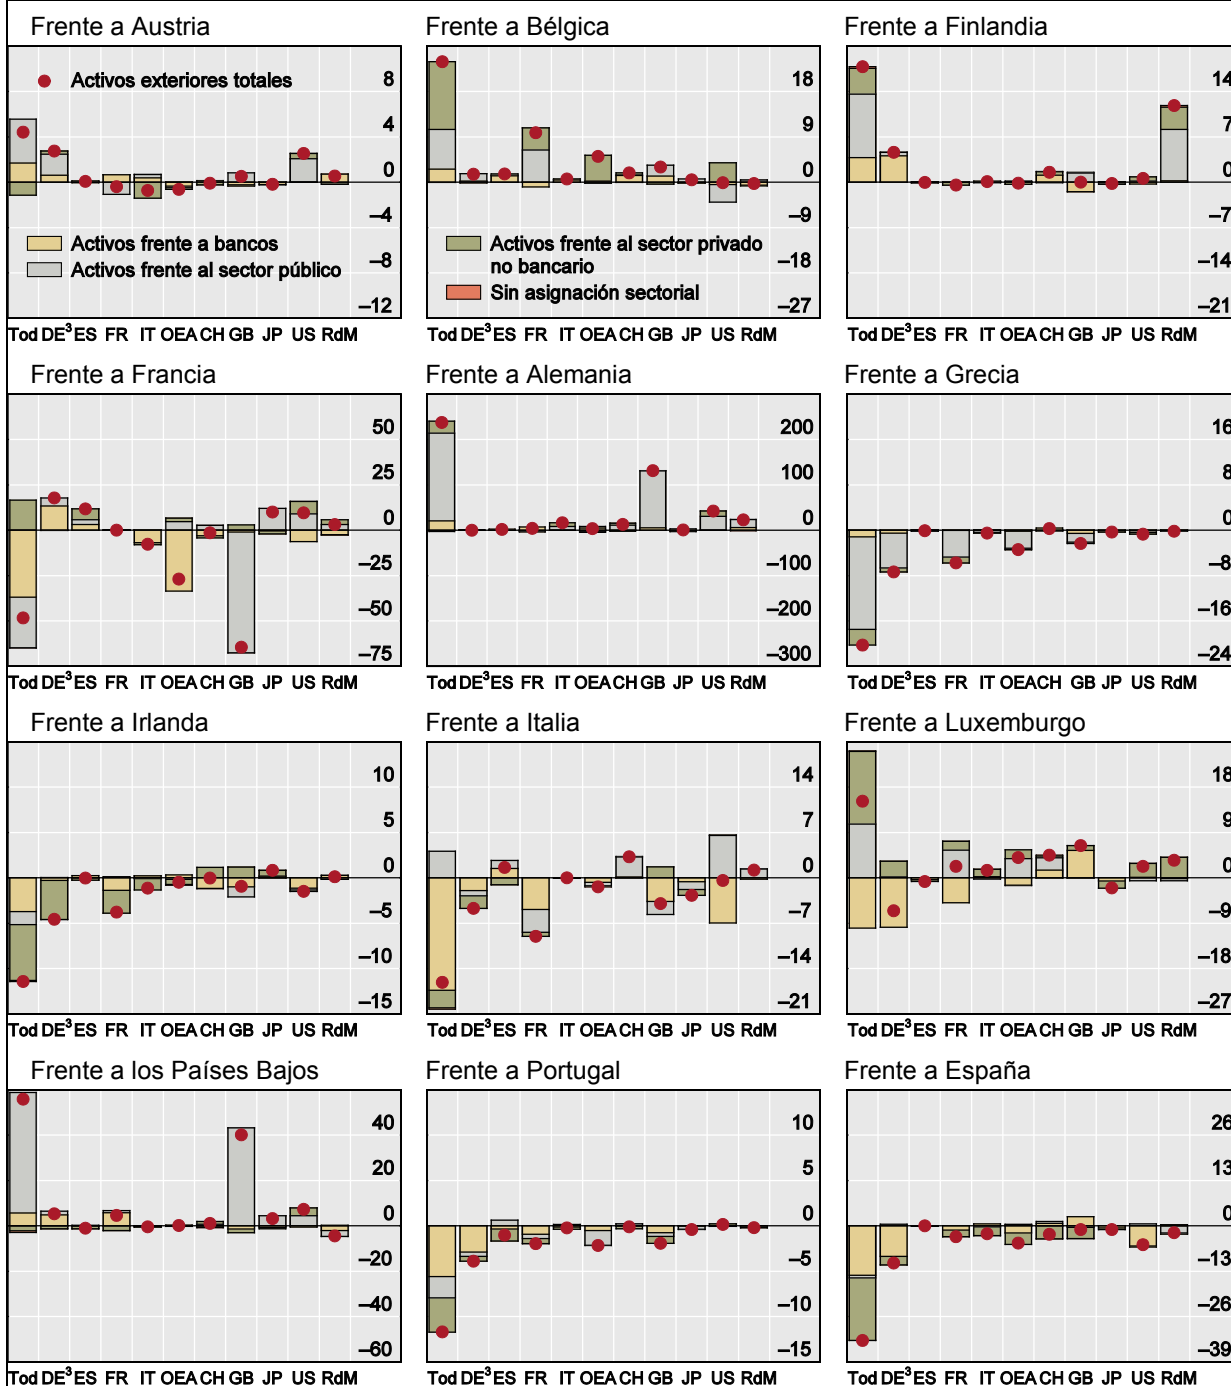 Frente a Austria
Activos exteriores totales
8
4
0
–4
–8
–12
Activos frente a bancos
Activos frente al sector público
Tod DE³ ES FR IT OEA CH GB JP US RdM
Frente a Bélgica
18
9
0
–9
–18
–27
Activos frente al sector privado
no bancario
Sin asignación sectorial
Tod DE³ ES FR IT OEA CH GB JP US RdM
Frente a Finlandia
14
7
0
–7
–14
–21
Tod DE³ ES FR IT OEA CH GB JP US RdM
Frente a Francia
50
25
0
–25
–50
–75
Tod DE³ ES FR IT OEA CH GB JP US RdM
Frente a Alemania
200
100
0
–100
–200
–300
Tod DE³ ES FR IT OEA CH GB JP US RdM
Frente a Grecia
16
8
0
–8
–16
–24
Tod DE³ ES FR IT OEA CH GB JP US RdM
Frente a Irlanda
10
5
0
–5
–10
–15
Tod DE³ ES FR IT OEA CH GB JP US RdM
Frente a Italia
14
7
0
–7
–14
–21
Tod DE³ ES FR IT OEA CH GB JP US RdM
Frente a Luxemburgo
18
9
0
–9
–18
–27
Tod DE³ ES FR IT OEA CH GB JP US RdM
Frente a los Países Bajos
40
20
0
–20
–40
–60
Tod DE³ ES FR IT OEA CH GB JP US RdM
Frente a Portugal
10
5
0
–5
–10
–15
Tod DE³ ES FR IT OEA CH GB JP US RdM
Frente a España
26
13
0
–13
–26
–39
Tod DE³ ES FR IT OEA CH GB JP US RdM